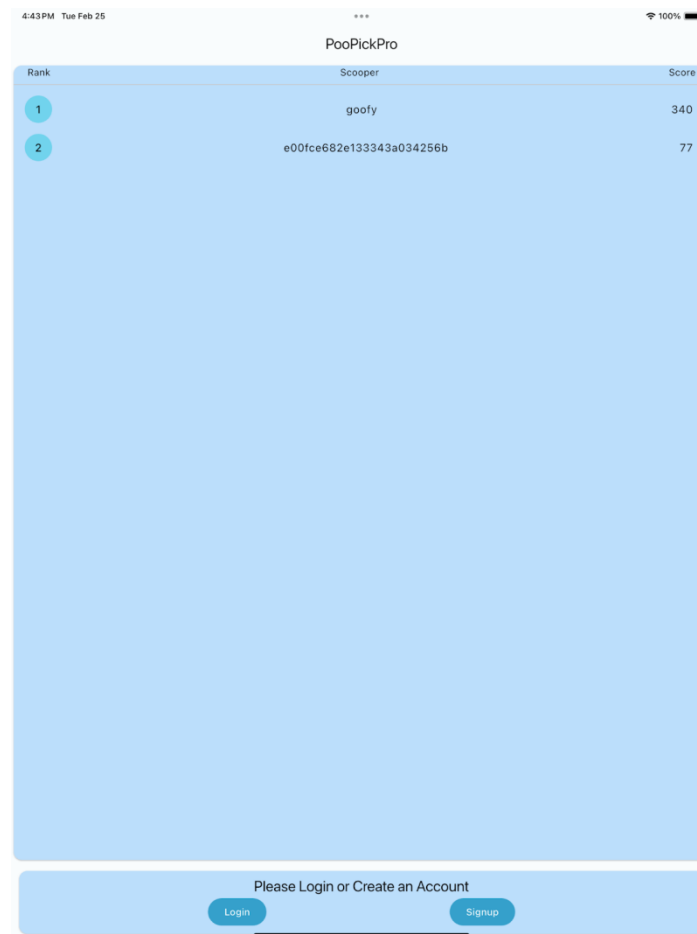 4:43 PM Tue Feb 25 100%
PooPickPro
Rank Scooper Score
1 goofy 340
2 e00fce682e133343a034256b 77
Please Login or Create an Account
Login Signup